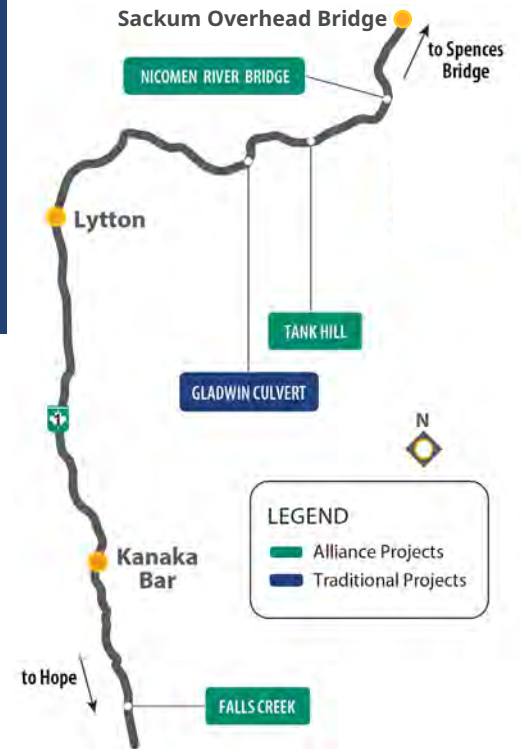 Sackum Overhead Bridge
to Spences
Bridge
NICOMEN RIVER BRIDGE
Lytton
TANK HILL
GLADWIN CULVERT
1
N
LEGEND
Alliance Projects
Traditional Projects
Kanaka
Bar
to Hope
FALLS CREEK